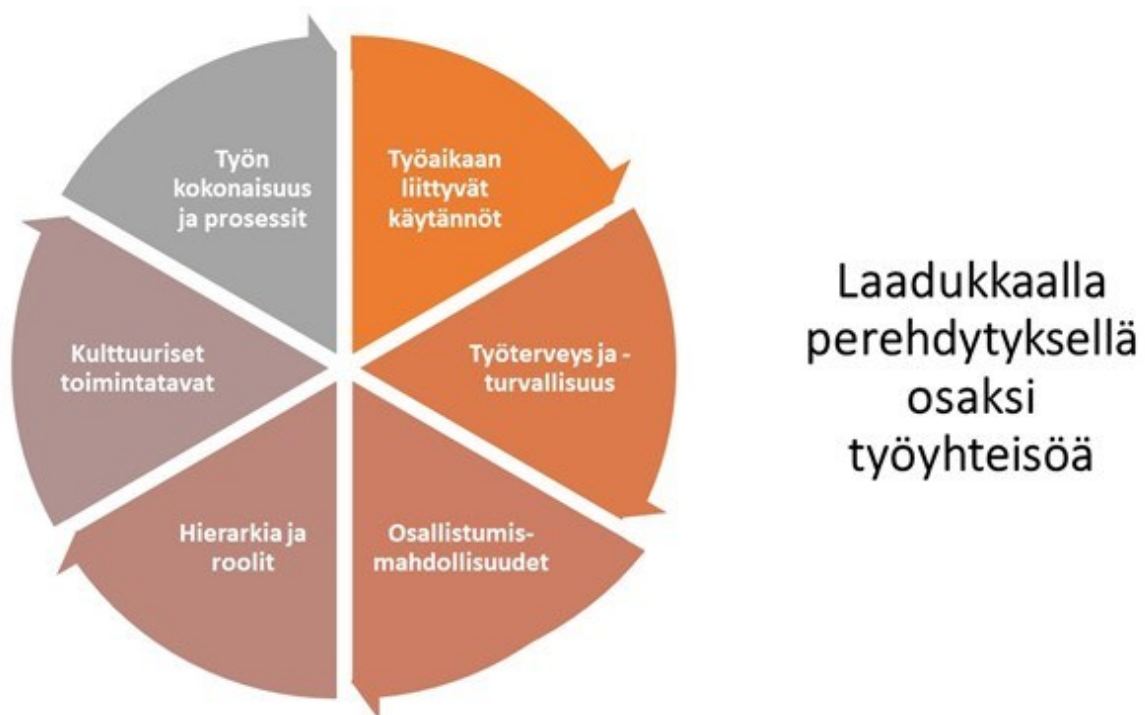 Työn
kokonaisuus
ja prosessit
Työaikaan
liittyvät
käytännöt
Kulttuuriset
toimintatavat
Työterveys ja -
turvallisuus
Hierarkia ja
roolit
Osallistumis-
mahdollisuudet
Laadukkaalla
perehdytyksellä
osaksi
työyhteisöä